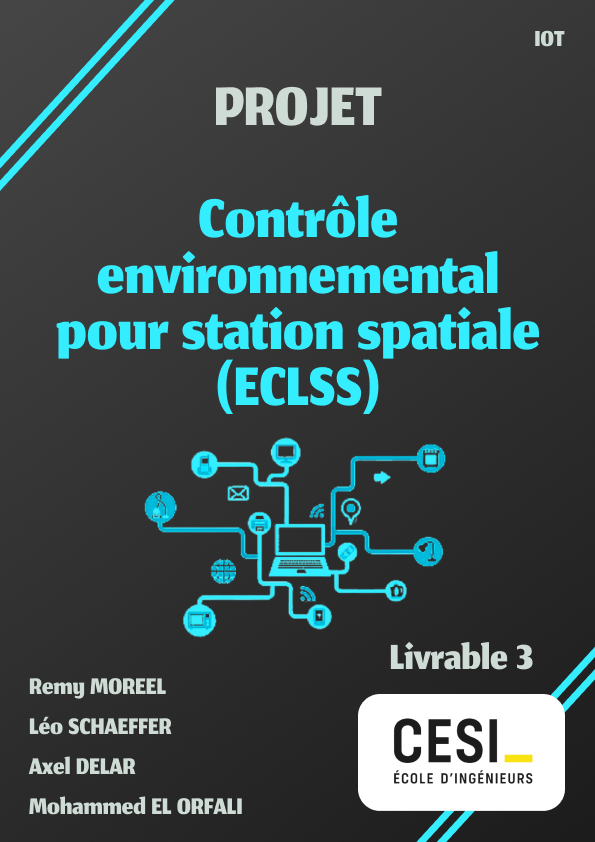 IOT
PROJET
Contrôle
environnemental
pour station spatiale
(ECLSS)
Livrable 3
Remy MOREEL
Léo SCHAEFFER
Axel DELAR
Mohammed EL ORFALI
CESI_
ÉCOLE D'INGÉNIEURS